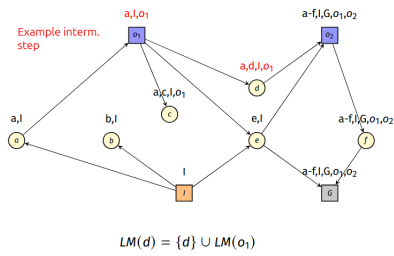 Example interm.
step
a,I,o₁
o₁
a-f,I,G,o₁,o₂
o₂
a,d,I,o₁
d
a,c,I,o₁
c
a,I
a
b,I
b
e,I
e
a-f,I,G,o₁,o₂
f
I
I
a-f,I,G,o₁,o₂
G
LM(d) = {d} ∪ LM(o₁)